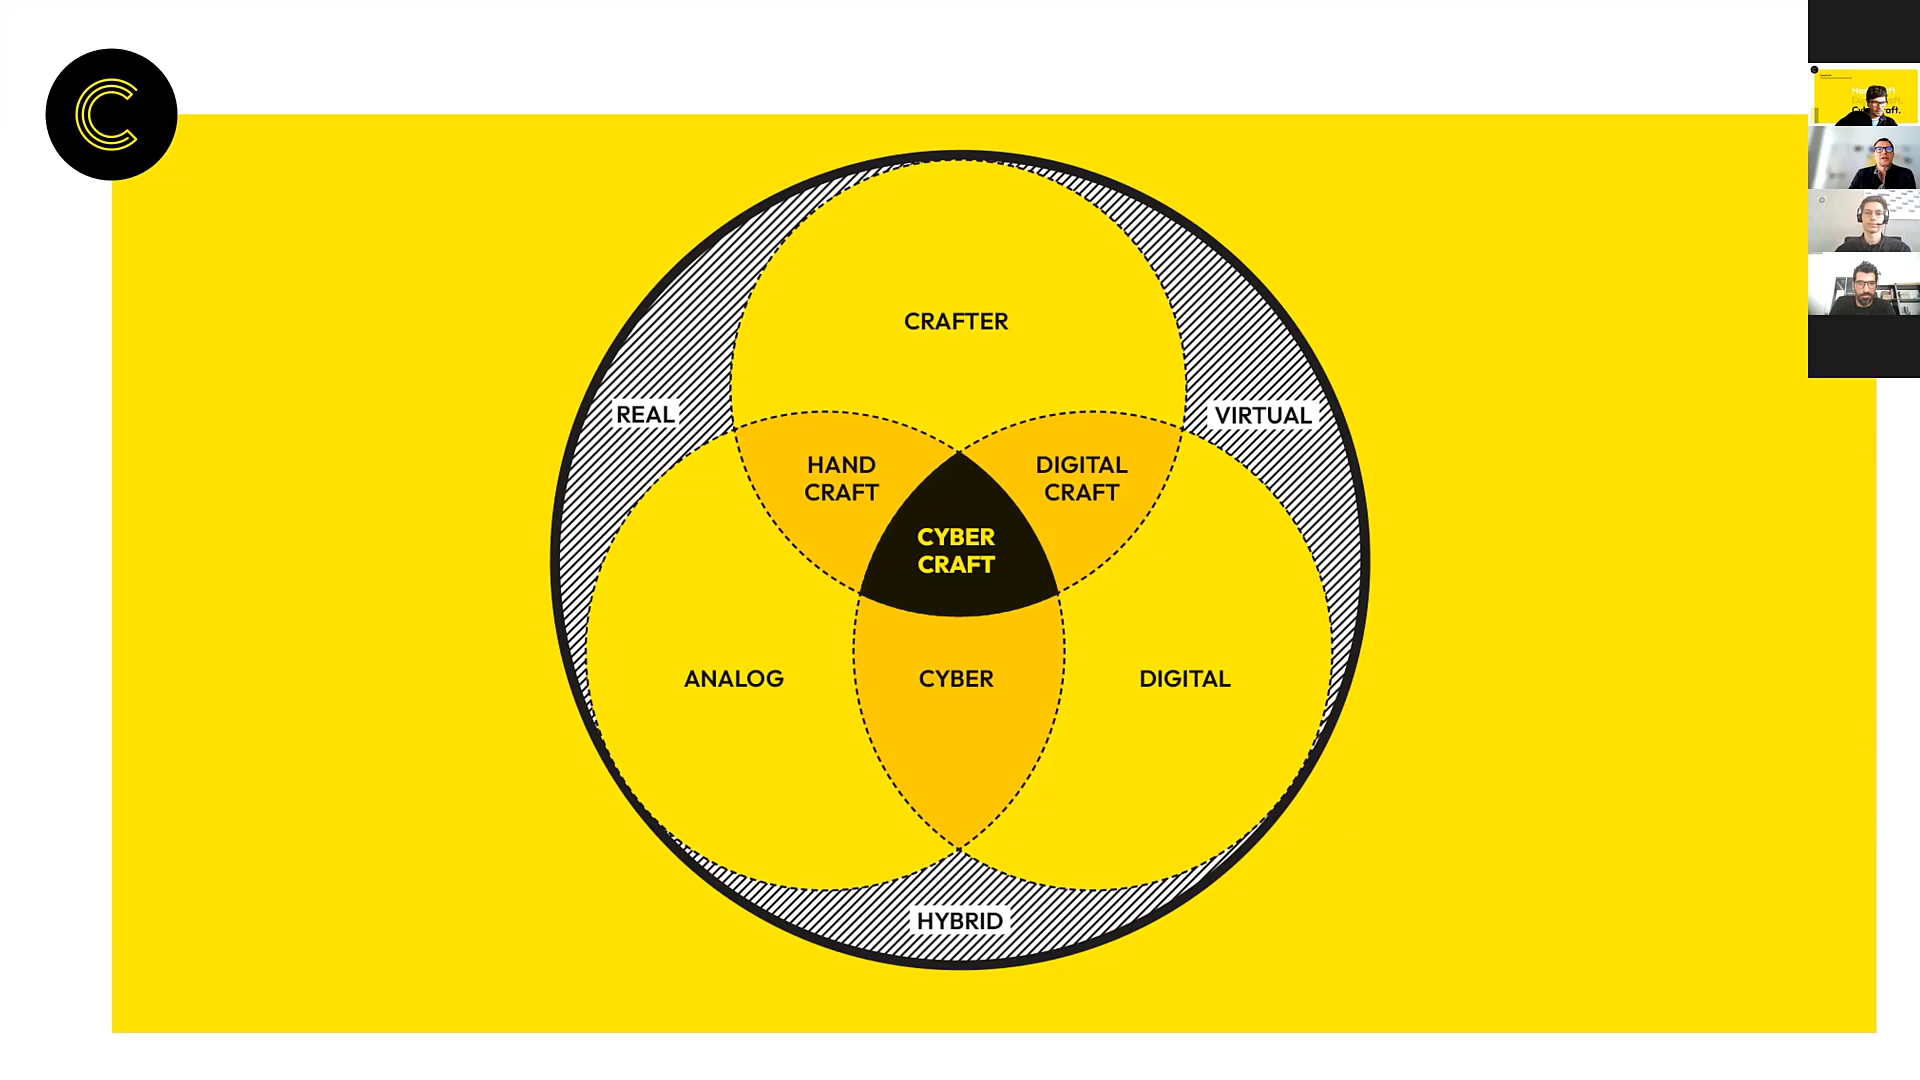 C
CRAFTER
REAL
VIRTUAL
HAND
CRAFT
DIGITAL
CRAFT
CYBER
CRAFT
ANALOG
CYBER
DIGITAL
HYBRID